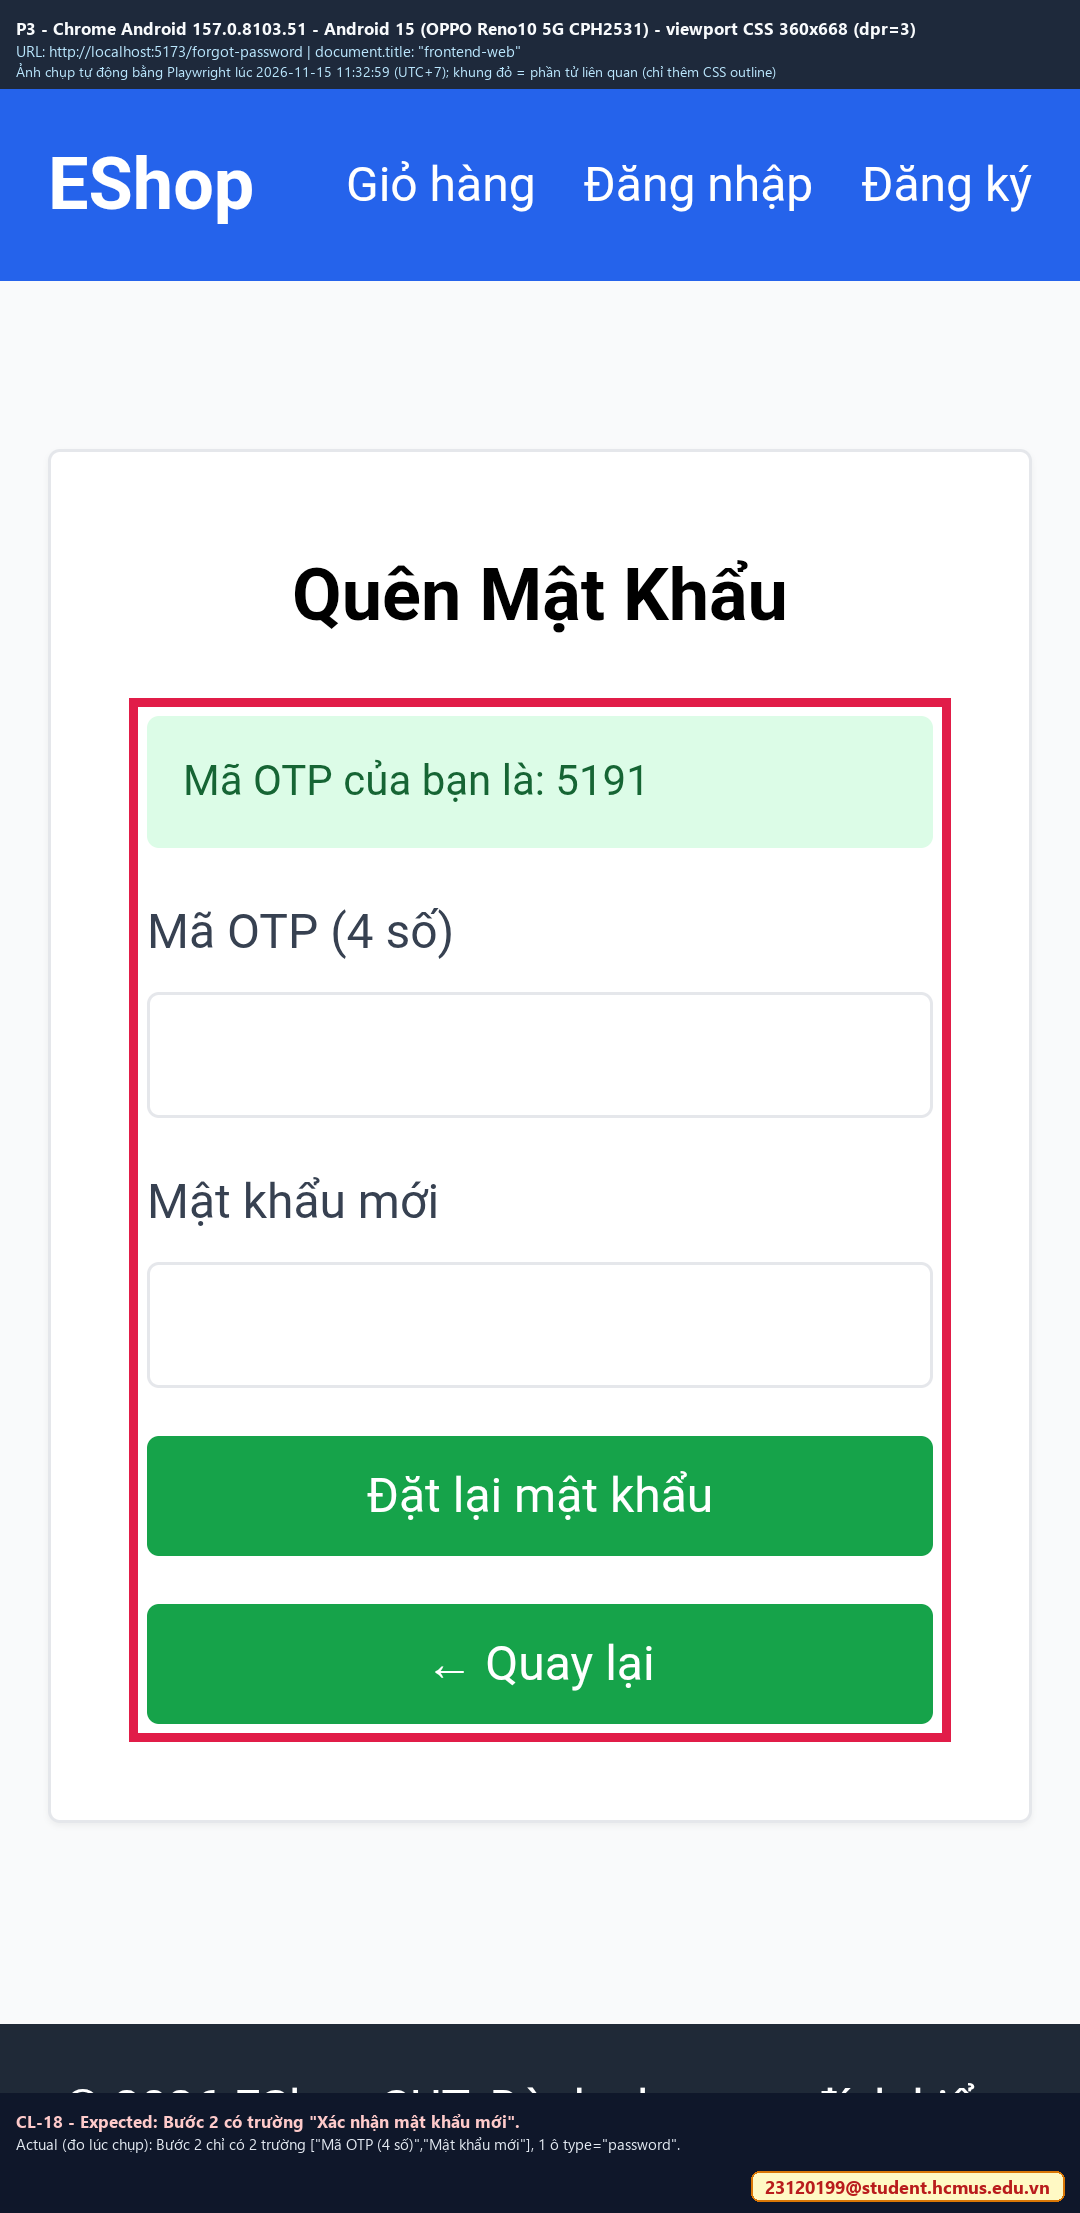 P3 - Chrome Android 157.0.8103.51 - Android 15 (OPPO Reno10 5G CPH2531) - viewport CSS 360x668 (dpr=3)
URL: http://localhost:5173/forgot-password | document.title: "frontend-web"
Ảnh chụp tự động bằng Playwright lúc 2026-11-15 11:32:59 (UTC+7); khung đỏ = phần tử liên quan (chỉ thêm CSS outline)
EShop Giỏ hàng Đăng nhập Đăng ký
Quên Mật Khẩu
Mã OTP của bạn là: 5191
Mã OTP (4 số)
Mật khẩu mới
Đặt lại mật khẩu
← Quay lại
CL-18 - Expected: Bước 2 có trường "Xác nhận mật khẩu mới".
Actual (đo lúc chụp): Bước 2 chỉ có 2 trường ["Mã OTP (4 số)","Mật khẩu mới"], 1 ô type="password".
23120199@student.hcmus.edu.vn